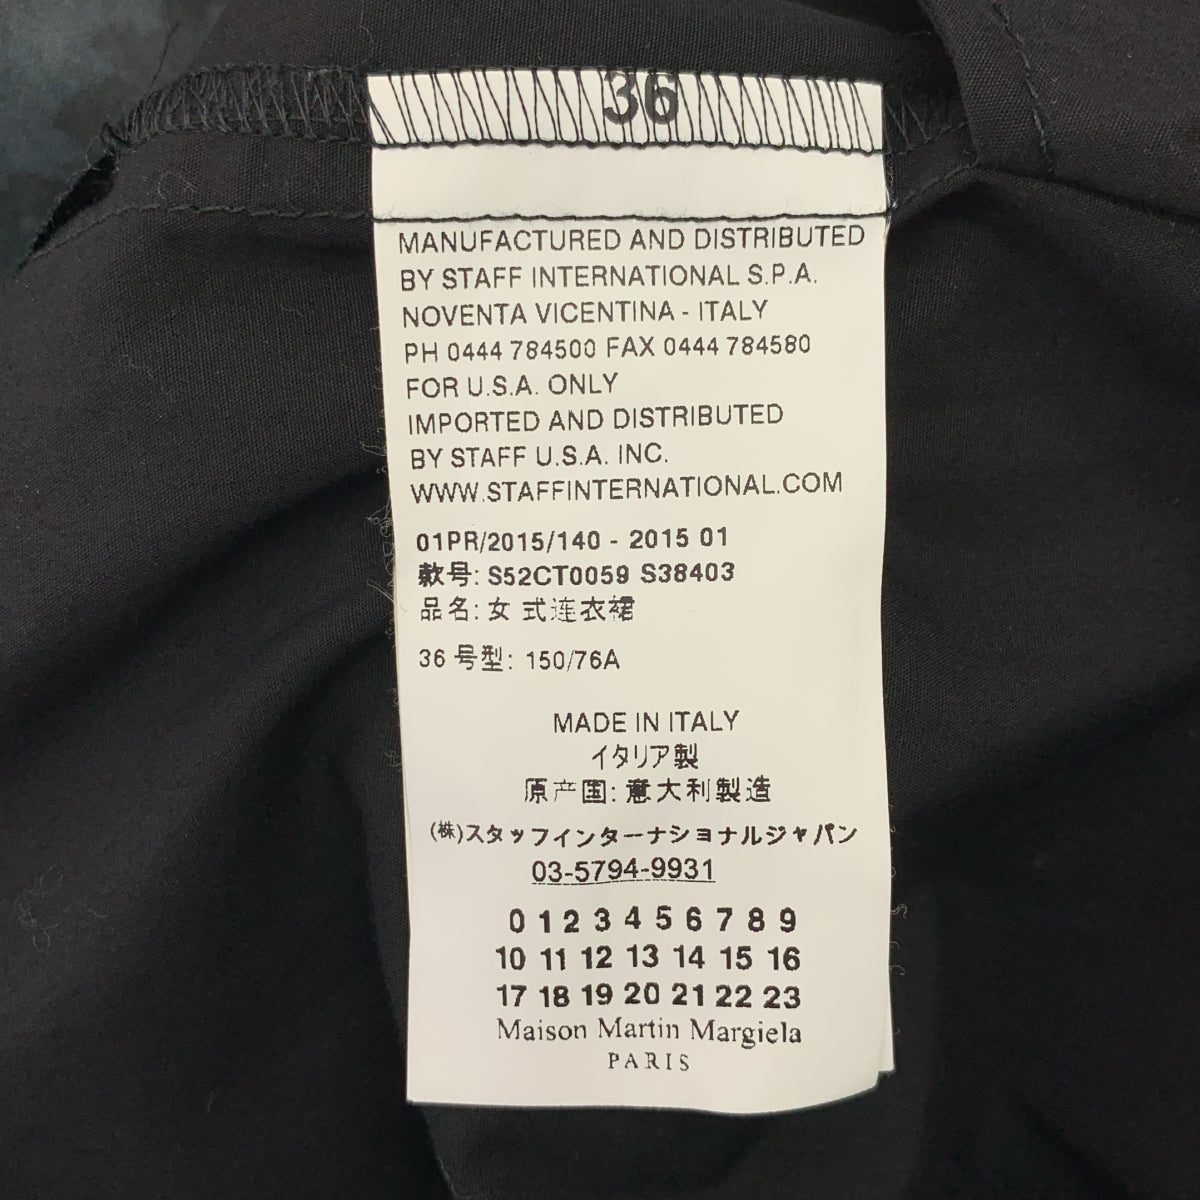 36
MANUFACTURED AND DISTRIBUTED
BY STAFF INTERNATIONAL S.P.A.
NOVENTA VICENTINA - ITALY
PH 0444 784500 FAX 0444 784580
FOR U.S.A. ONLY
IMPORTED AND DISTRIBUTED
BY STAFF U.S.A. INC.
WWW.STAFFINTERNATIONAL.COM
01PR/2015/140 - 2015 01
款号: S52CT0059 S38403
品名: 女 式连衣裙
36 号型: 150/76A
MADE IN ITALY
イタリア製
原产国: 意大利製造
(株)スタッフインターナショナルジャパン
03-5794-9931
0 1 2 3 4 5 6 7 8 9
10 11 12 13 14 15 16
17 18 19 20 21 22 23
Maison Martin Margiela
PARIS